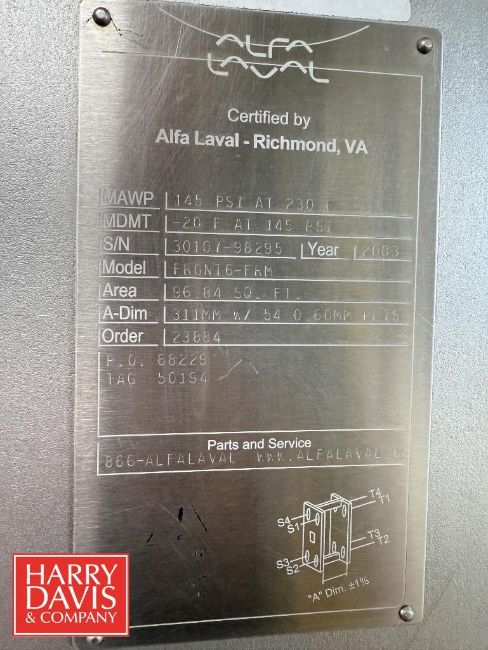 ALFA
LAVAL
Certified by
Alfa Laval - Richmond, VA
MAWP 145 PSI AT 230 F
MDMT -20 F AT 145 PSI
S/N 30107-98295 Year 2003
Model FRONT6-FRM
Area 96.84 SQ. FT.
A-Dim 311MM W/ 54 0.60MM PLTS
Order 23884
P.O. 68229
TAG 50194
Parts and Service
866-ALFALAVAL
S4 T4
S1 T1
S3 T3
S2 T2
"A" Dim. ±1%
HARRY
DAVIS
& COMPANY